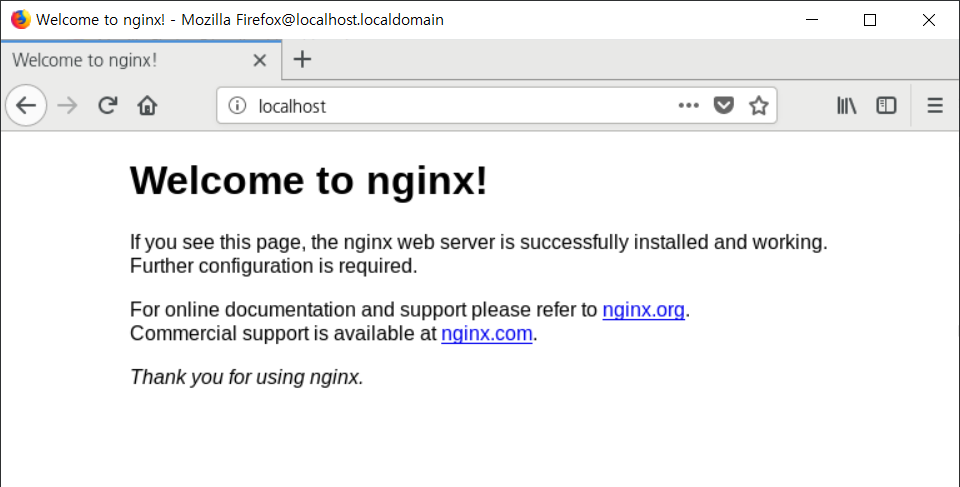 Welcome to nginx! - Mozilla Firefox@localhost.localdomain
Welcome to nginx!
localhost
Welcome to nginx!
If you see this page, the nginx web server is successfully installed and working.
Further configuration is required.
For online documentation and support please refer to nginx.org.
Commercial support is available at nginx.com.
Thank you for using nginx.